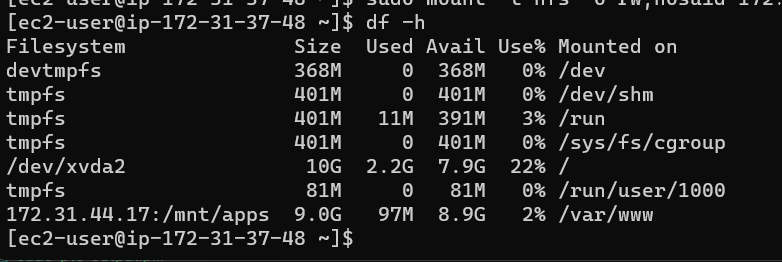 [ec2-user@ip-172-31-37-48 ~]$ sudo mount -t nfs -o rw,nosuid 172.
[ec2-user@ip-172-31-37-48 ~]$ df -h
Filesystem Size Used Avail Use% Mounted on
devtmpfs 368M 0 368M 0% /dev
tmpfs 401M 0 401M 0% /dev/shm
tmpfs 401M 11M 391M 3% /run
tmpfs 401M 0 401M 0% /sys/fs/cgroup
/dev/xvda2 10G 2.2G 7.9G 22% /
tmpfs 81M 0 81M 0% /run/user/1000
172.31.44.17:/mnt/apps 9.0G 97M 8.9G 2% /var/www
[ec2-user@ip-172-31-37-48 ~]$